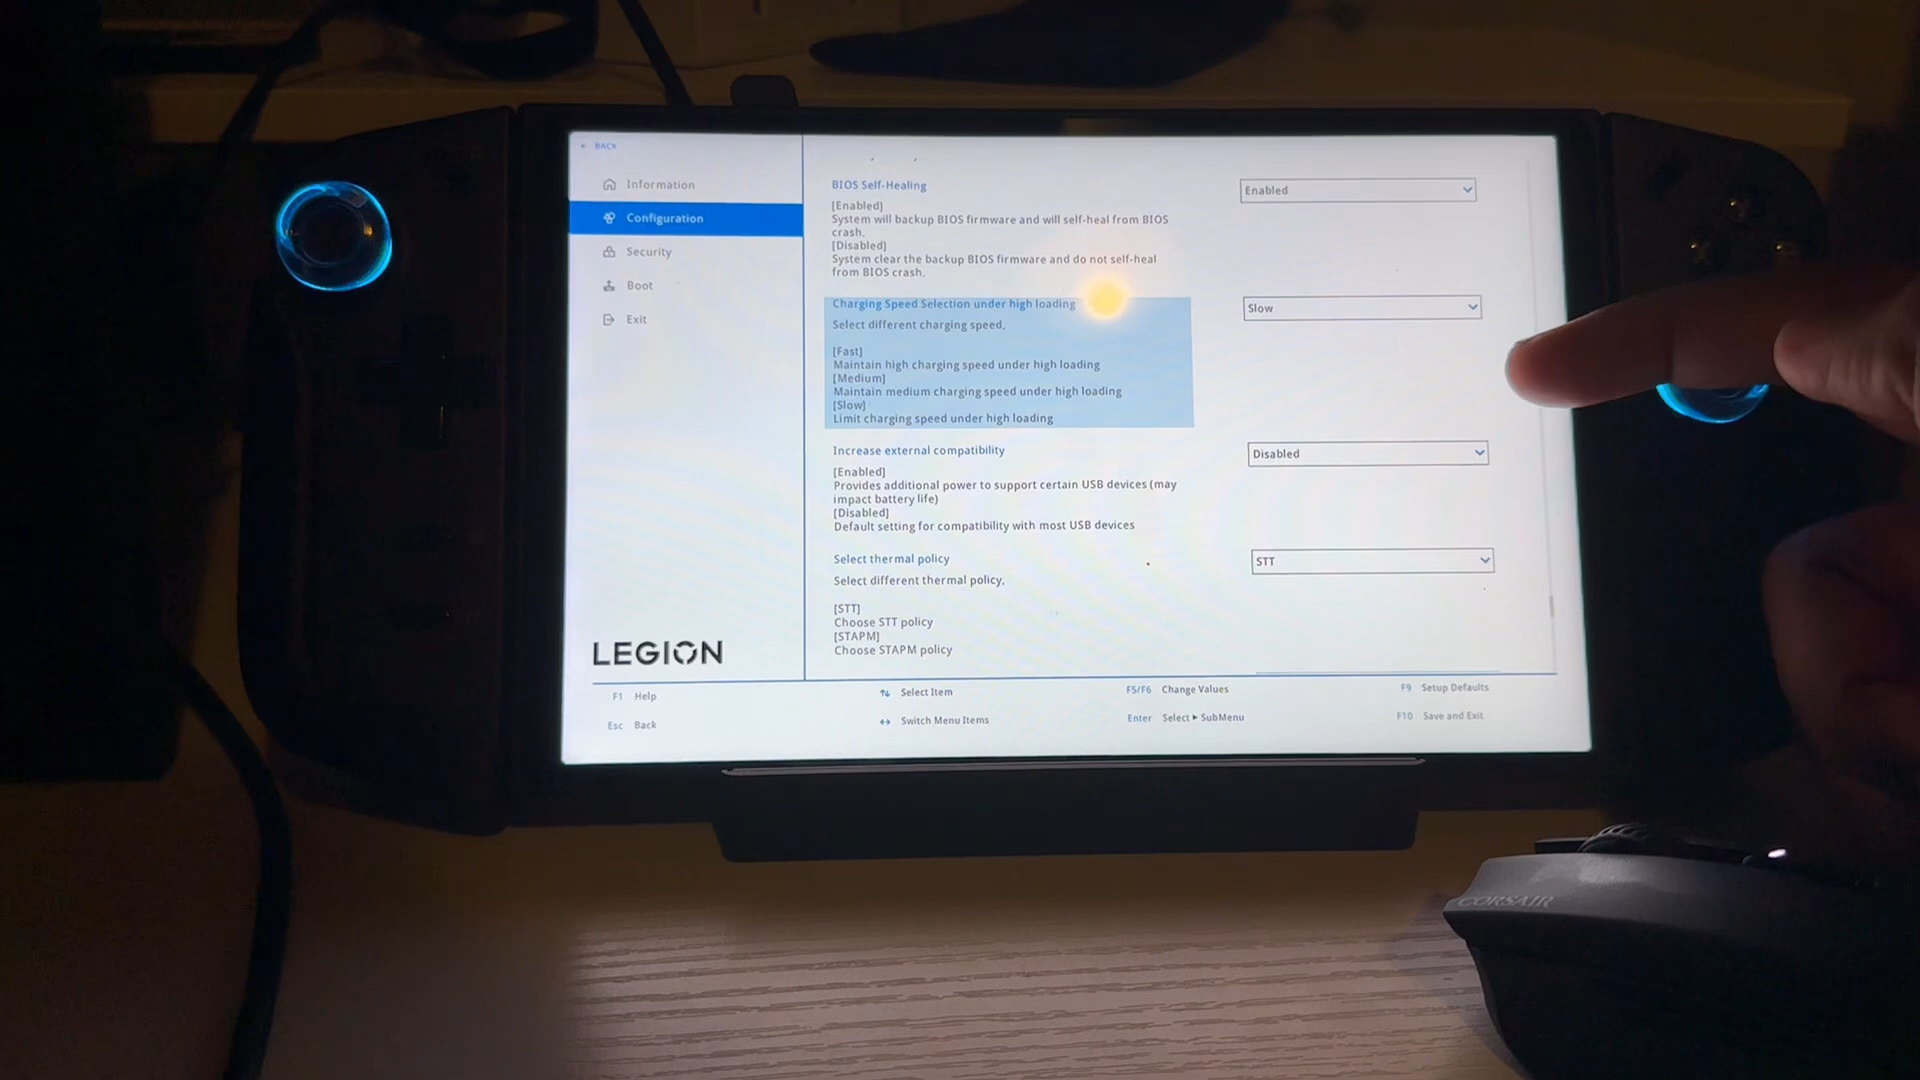 BACK
Information
Configuration
Security
Boot
Exit
LEGION
BIOS Self-Healing
Enabled
[Enabled]
System will backup BIOS firmware and will self-heal from BIOS
crash.
[Disabled]
System clear the backup BIOS firmware and do not self-heal
from BIOS crash.
Charging Speed Selection under high loading
Slow
Select different charging speed.
[Fast]
Maintain high charging speed under high loading
[Medium]
Maintain medium charging speed under high loading
[Slow]
Limit charging speed under high loading
Increase external compatibility
Disabled
[Enabled]
Provides additional power to support certain USB devices (may
impact battery life)
[Disabled]
Default setting for compatibility with most USB devices
Select thermal policy
STT
Select different thermal policy.
[STT]
Choose STT policy
[STAPM]
Choose STAPM policy
F1 Help
Select Item
F5/F6 Change Values
F9 Setup Defaults
Esc Back
Switch Menu Items
Enter Select ▸ SubMenu
F10 Save and Exit
CORSAIR